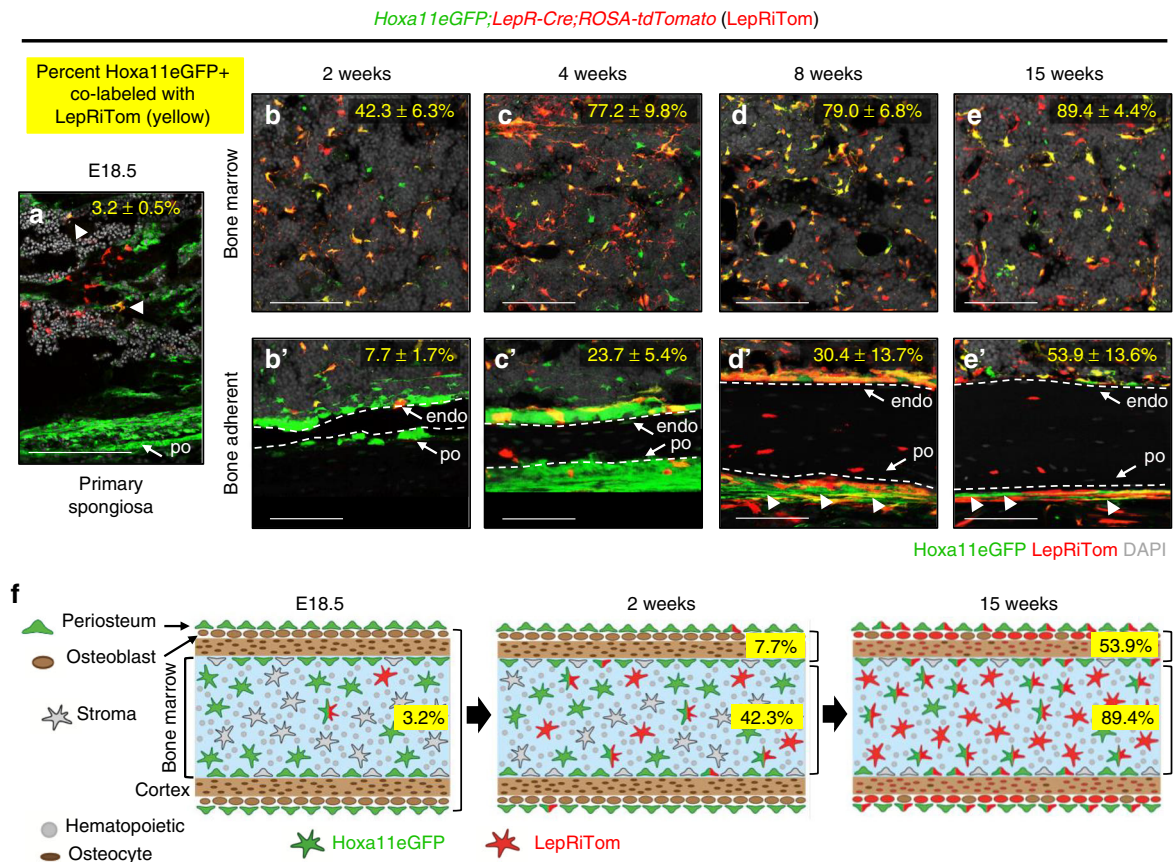 Hoxa11eGFP;LepR-Cre;ROSA-tdTomato (LepRiTom)
Percent Hoxa11eGFP+
co-labeled with
LepRiTom (yellow)
2 weeks
4 weeks
8 weeks
15 weeks
E18.5
a
3.2 ± 0.5%
po
Primary
spongiosa
Bone marrow
b
42.3 ± 6.3%
c
77.2 ± 9.8%
d
79.0 ± 6.8%
e
89.4 ± 4.4%
Bone adherent
b’
7.7 ± 1.7%
endo
po
c’
23.7 ± 5.4%
endo
po
d’
30.4 ± 13.7%
endo
po
e’
53.9 ± 13.6%
endo
po
Hoxa11eGFP LepRiTom DAPI
f
E18.5
2 weeks
15 weeks
Periosteum
Osteoblast
Stroma
Bone marrow
Cortex
Hematopoietic
Osteocyte
3.2%
7.7%
42.3%
53.9%
89.4%
Hoxa11eGFP
LepRiTom